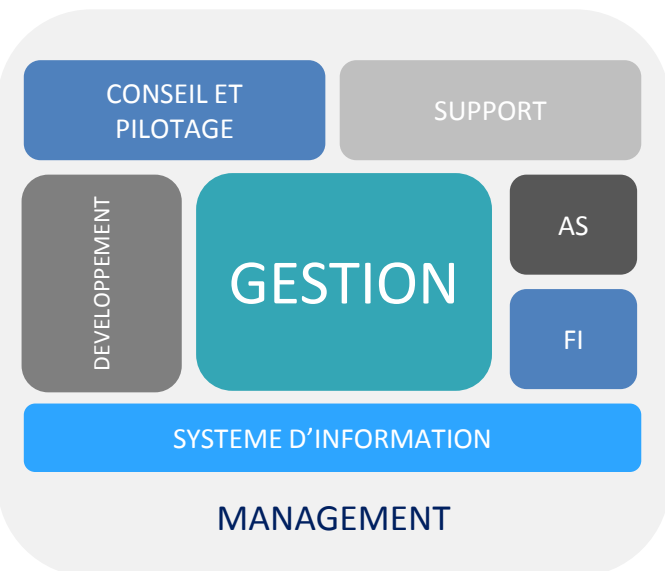 CONSEIL ET
PILOTAGE
SUPPORT
DEVELOPPEMENT
GESTION
AS
FI
SYSTEME D’INFORMATION
MANAGEMENT